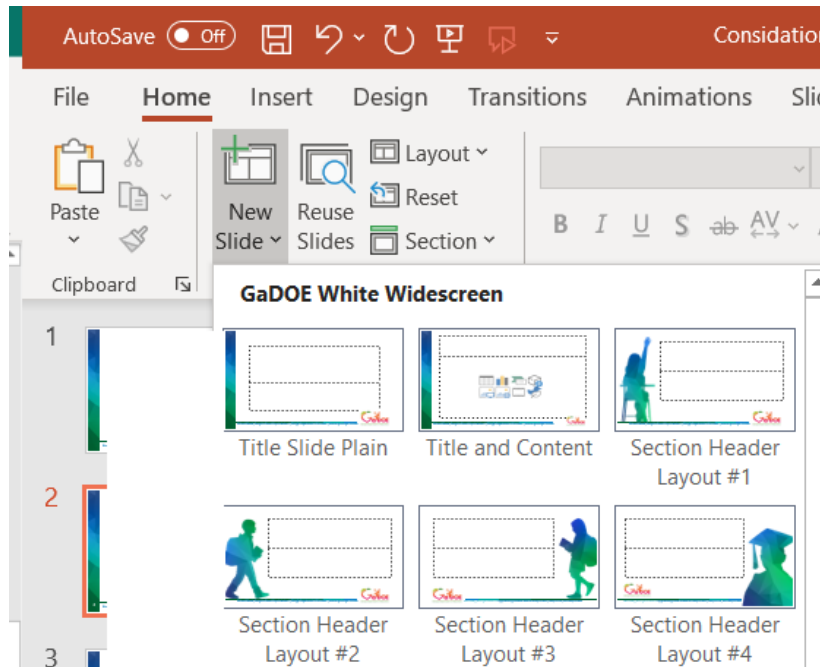 AutoSave Off Considation
File Home Insert Design Transitions Animations Sli
Paste
New
Slide
Reuse
Slides
Layout
Reset
Section
B I U S ab AV
Clipboard
GaDOE White Widescreen
1
2
3
Title Slide Plain
Title and Content
Section Header
Layout #1
Section Header
Layout #2
Section Header
Layout #3
Section Header
Layout #4